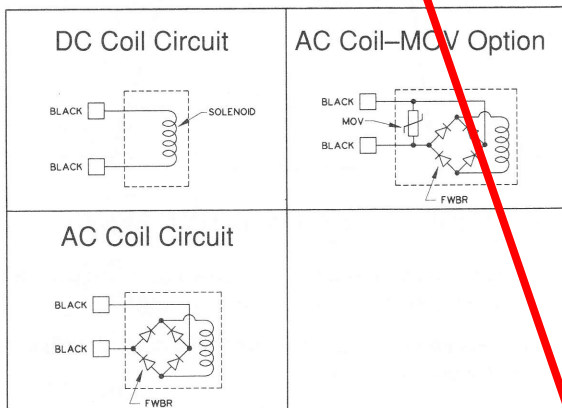 DC Coil Circuit
BLACK
SOLENOID
BLACK
AC Coil–MOV Option
BLACK
MOV
BLACK
FWBR
AC Coil Circuit
BLACK
BLACK
FWBR